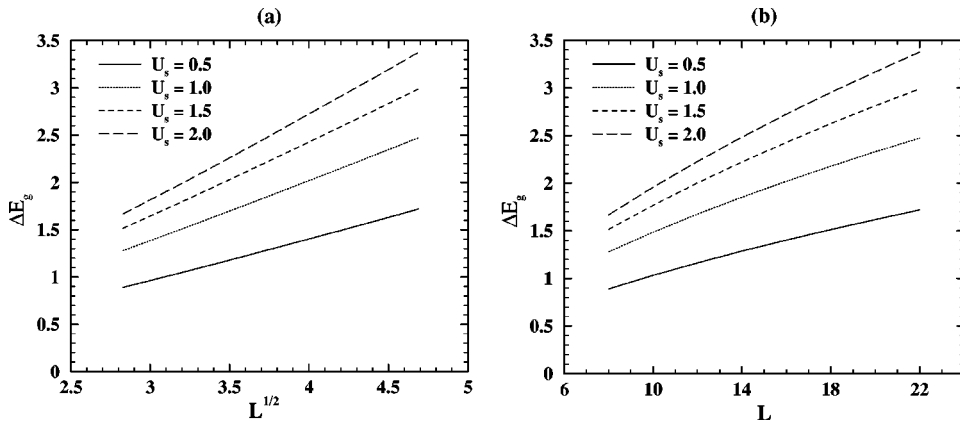 (a)
3.5
3
2.5
2
1.5
1
0.5
0
ΔE_g
U_s = 0.5
U_s = 1.0
U_s = 1.5
U_s = 2.0
2.5 3 3.5 4 4.5 5
L^{1/2}
(b)
3.5
3
2.5
2
1.5
1
0.5
0
ΔE_g
U_s = 0.5
U_s = 1.0
U_s = 1.5
U_s = 2.0
6 10 14 18 22
L